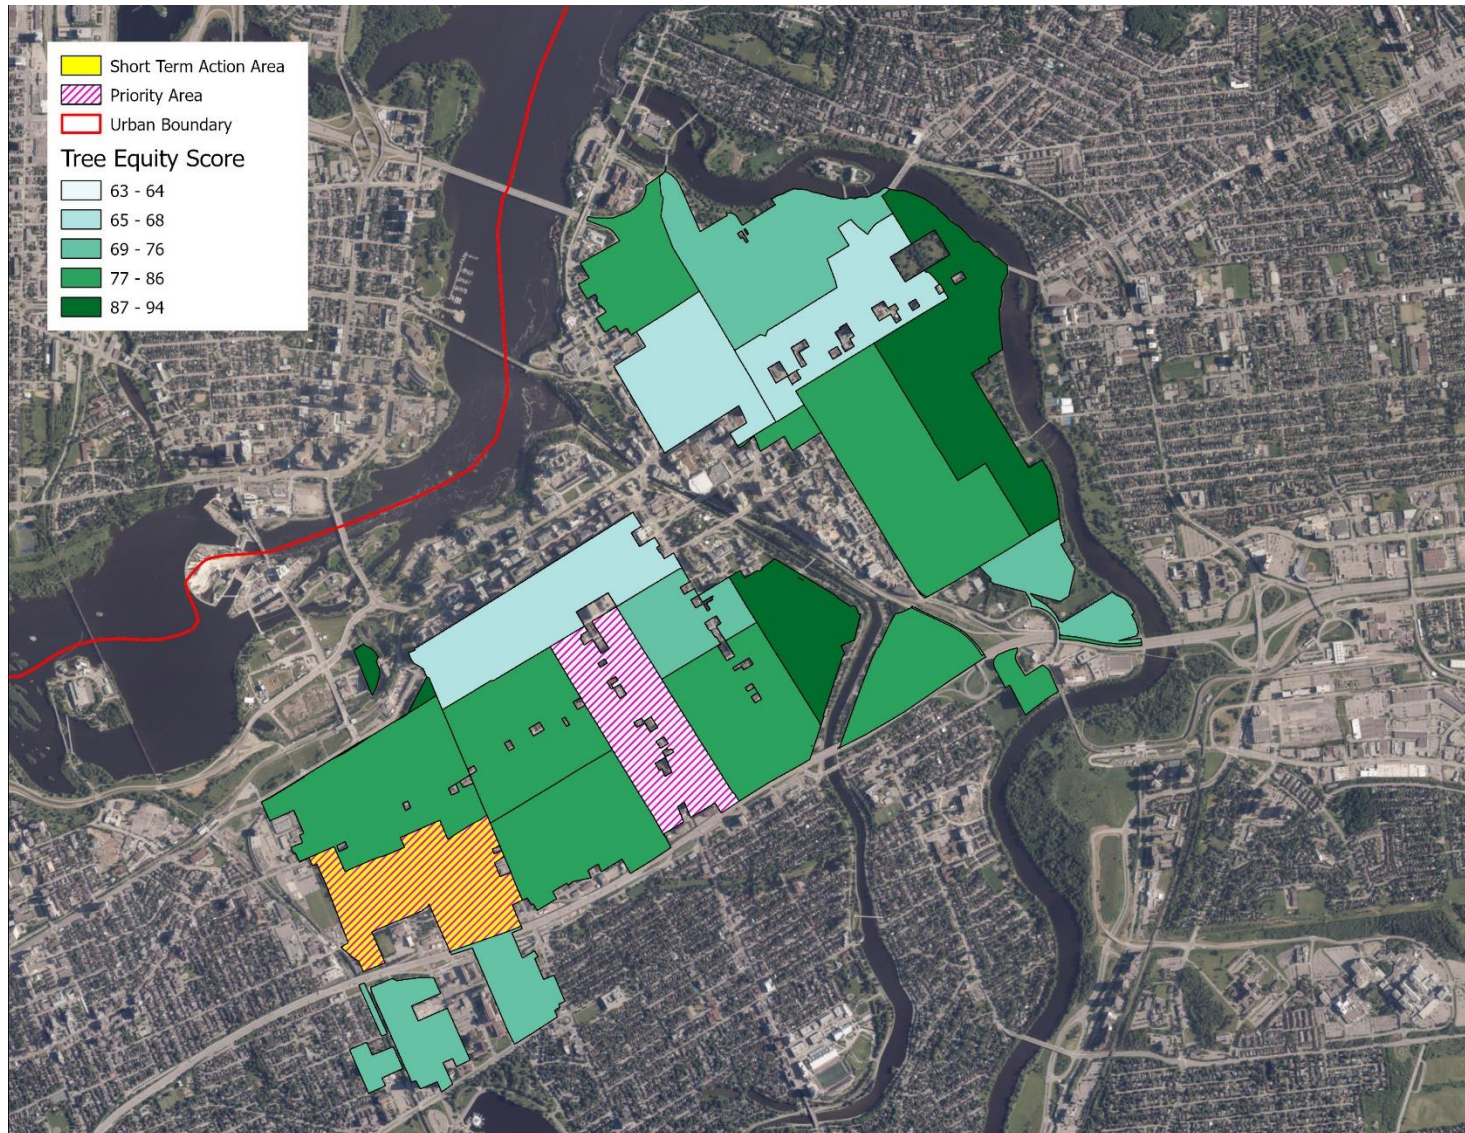 Short Term Action Area
Priority Area
Urban Boundary
Tree Equity Score
63 - 64
65 - 68
69 - 76
77 - 86
87 - 94